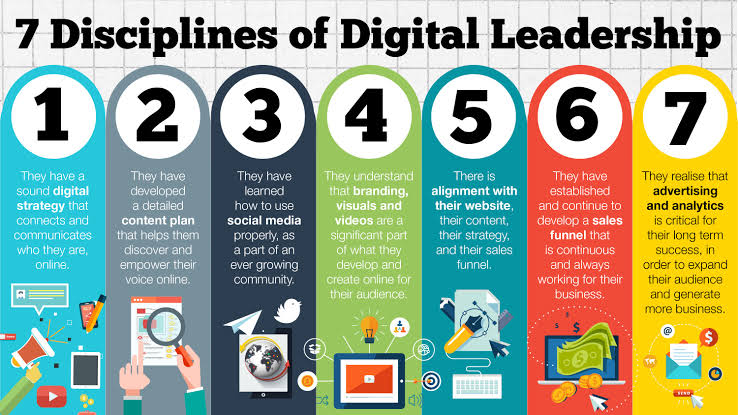 7 Disciplines of Digital Leadership
1
They have a
sound digital
strategy that
connects and
communicates
who they are,
online.
2
They have
developed
a detailed
content plan
that helps them
discover and
empower their
voice online.
3
They have
learned
how to use
social media
properly, as
a part of an
ever growing
community.
4
They understand
that branding,
visuals and
videos are a
significant part
of what they
develop and
create online for
their audience.
5
There is
alignment with
their website,
their content,
their strategy,
and their sales
funnel.
6
They have
established
and continue to
develop a sales
funnel that
is continuous
and always
working for their
business.
$
$
7
They realise that
advertising
and analytics
is critical for
their long term
success, in
order to expand
their audience
and generate
more business.
@
$
SEND